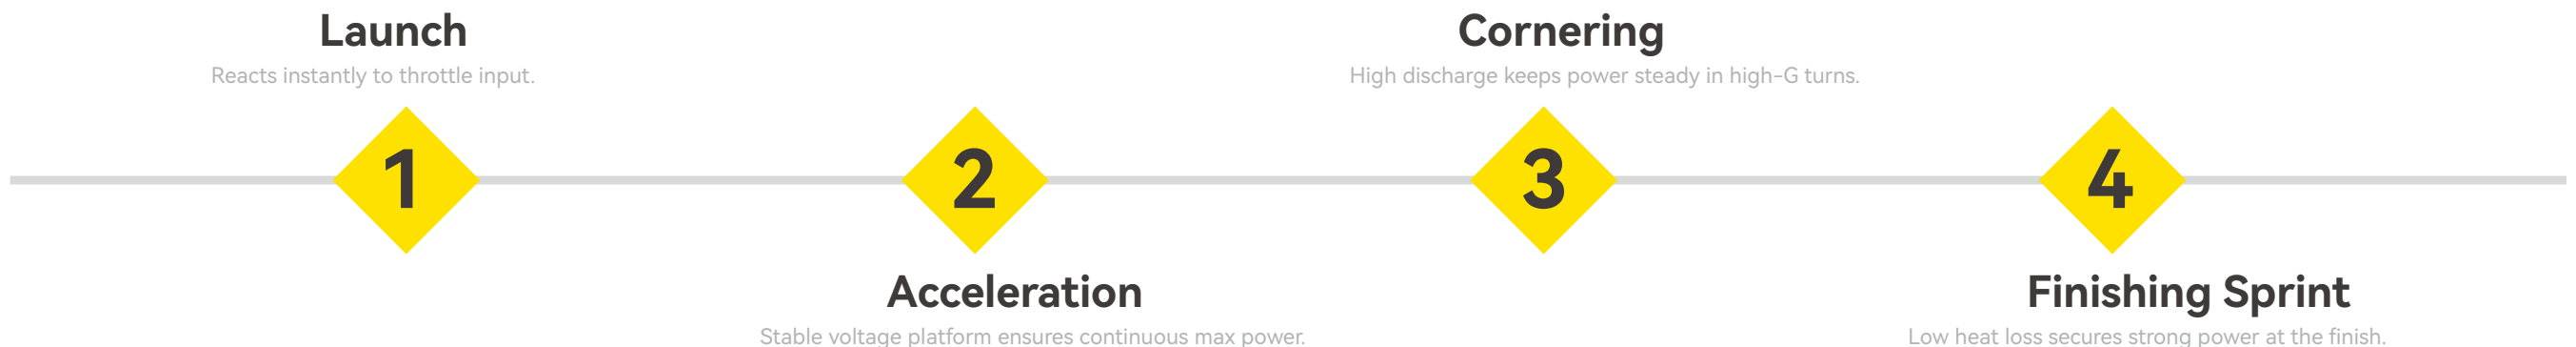 Launch
Reacts instantly to throttle input.
1
2
Acceleration
Stable voltage platform ensures continuous max power.
Cornering
High discharge keeps power steady in high-G turns.
3
4
Finishing Sprint
Low heat loss secures strong power at the finish.